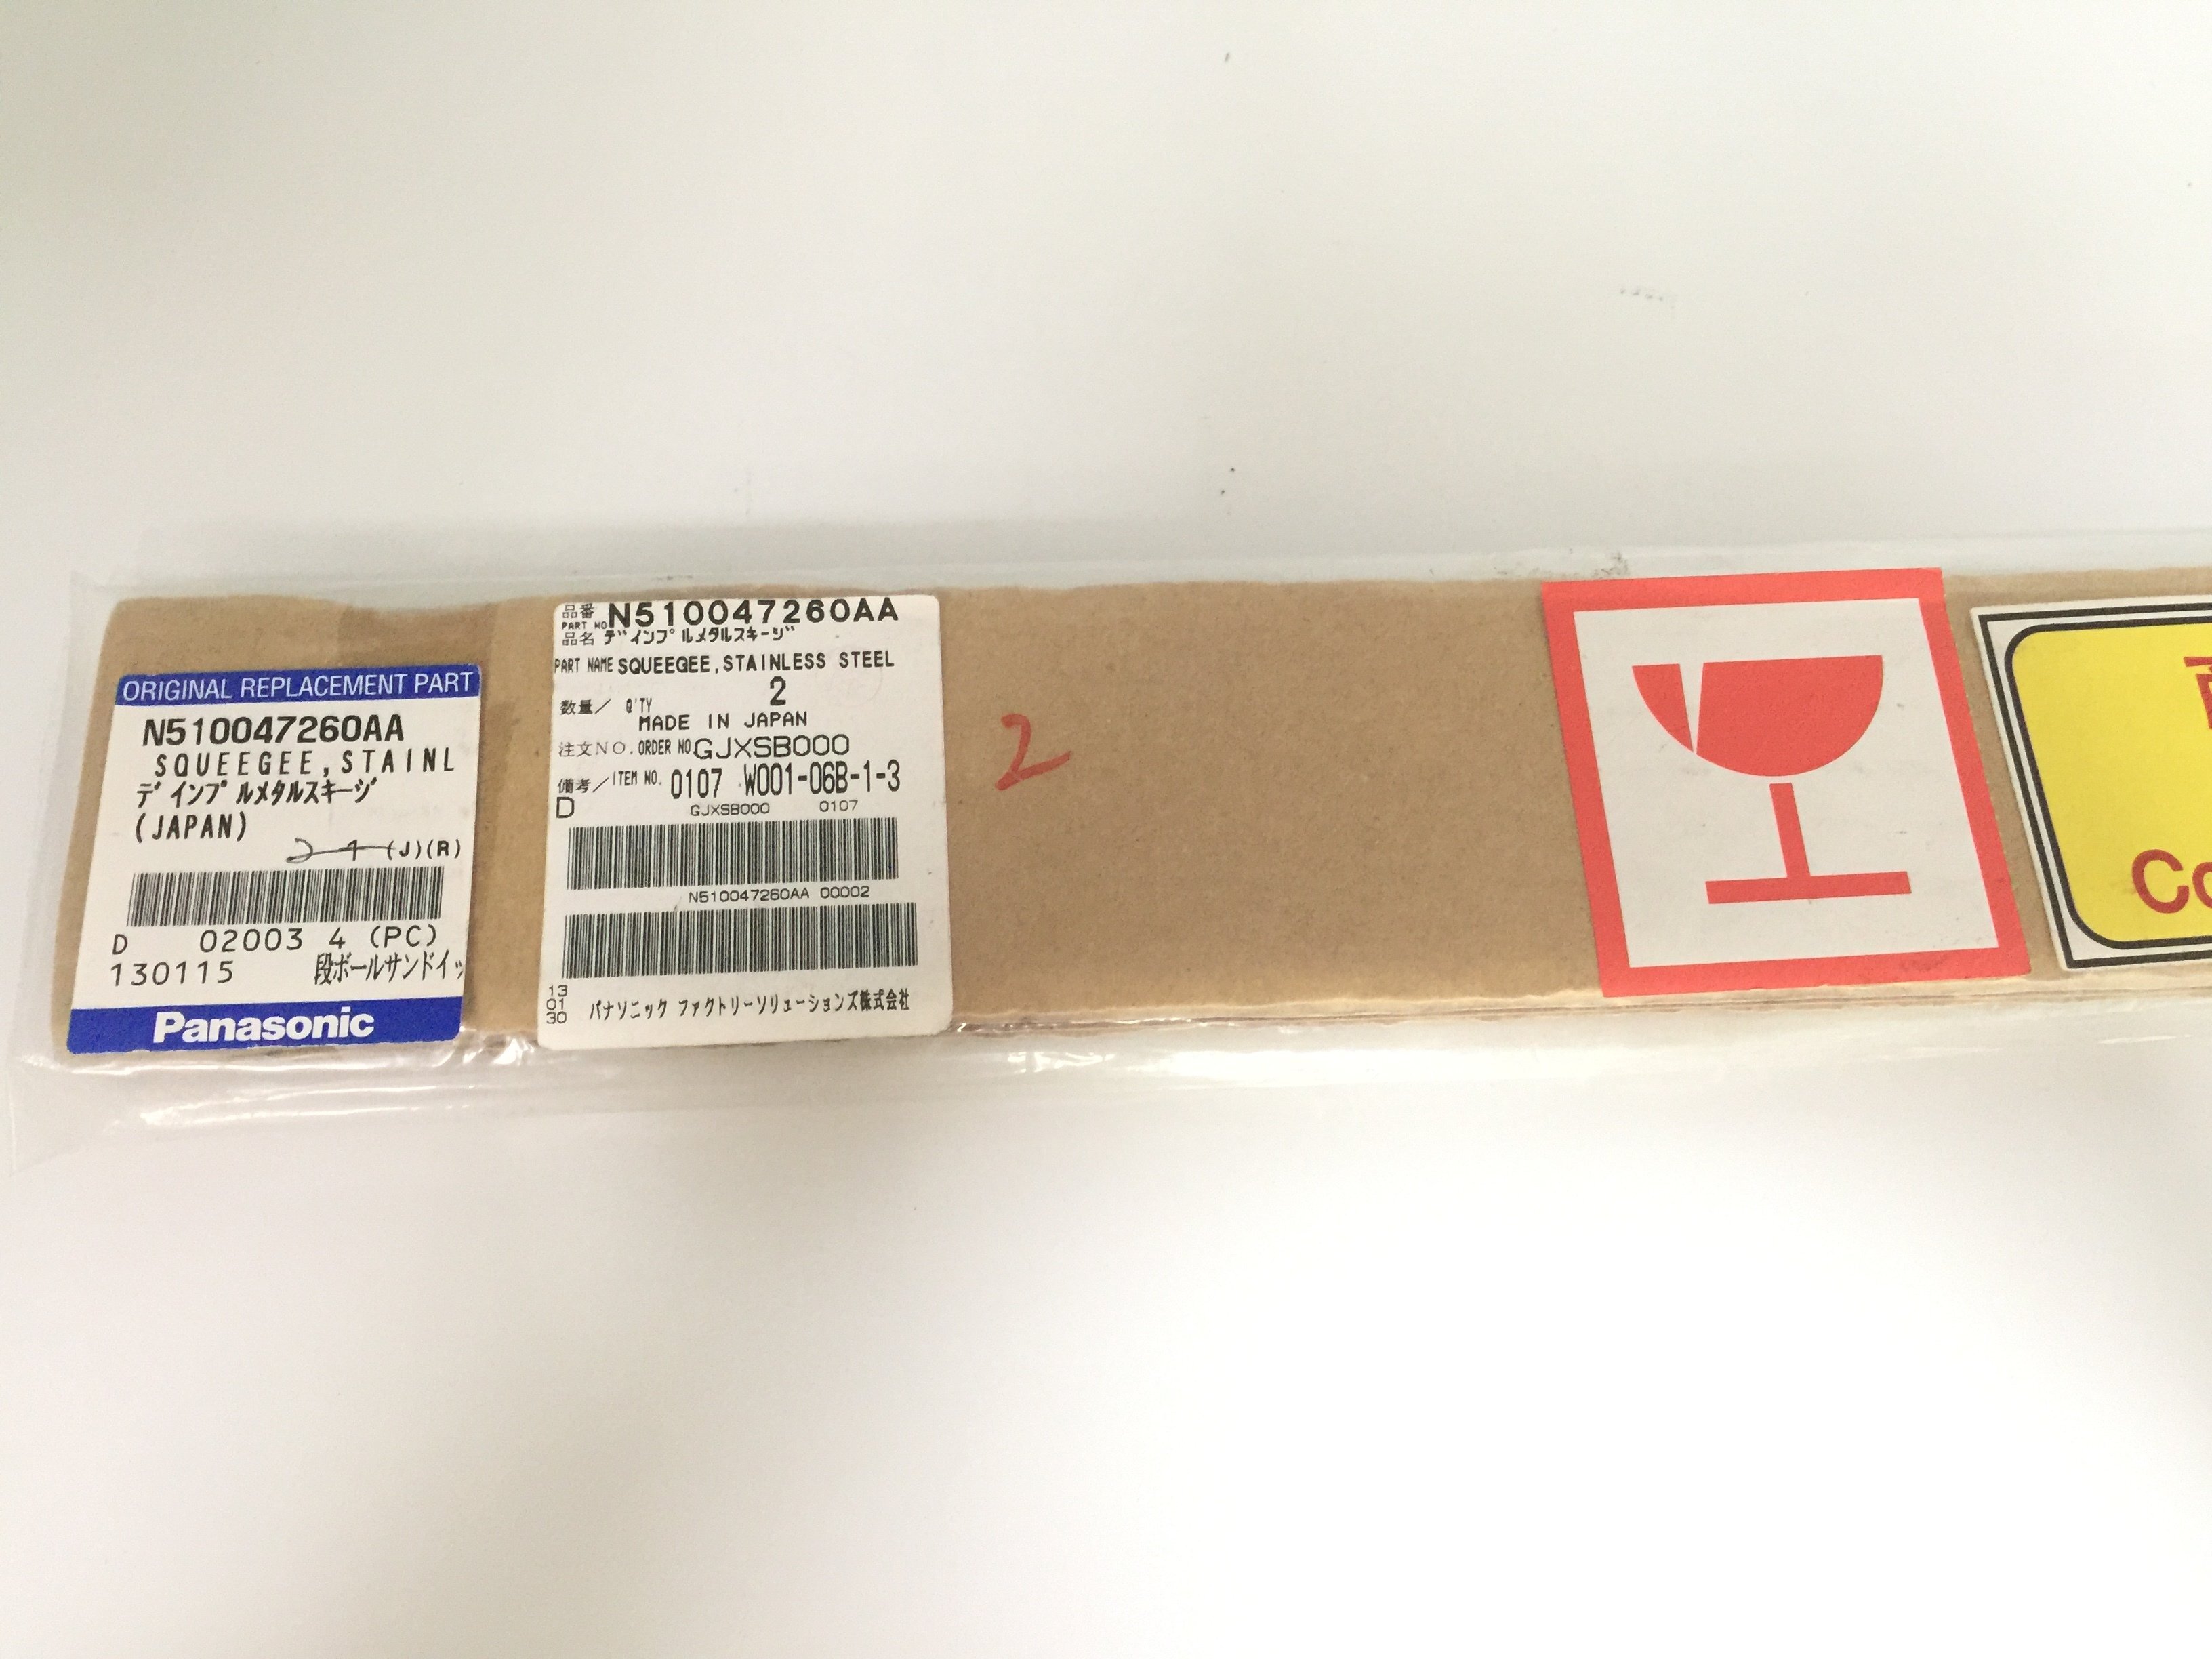 ORIGINAL REPLACEMENT PART
N510047260AA
SQUEEGEE,STAINL
ディンプルメタルスキージ
(JAPAN)
(J)(R)
D 02003 4 (PC)
130115 段ボールサンドイッ
Panasonic
品番 PART NO N510047260AA
品名 ディンプルメタルスキージ
PART NAME SQUEEGEE,STAINLESS STEEL
数量/ Q'TY 2
MADE IN JAPAN
注文NO. ORDER NO GJXSB000
備考/ITEM NO. 0107 W001-06B-1-3
D GJXSB000 0107
N510047260AA 00002
13
01
30
パナソニック ファクトリーソリューションズ株式会社
2
Co